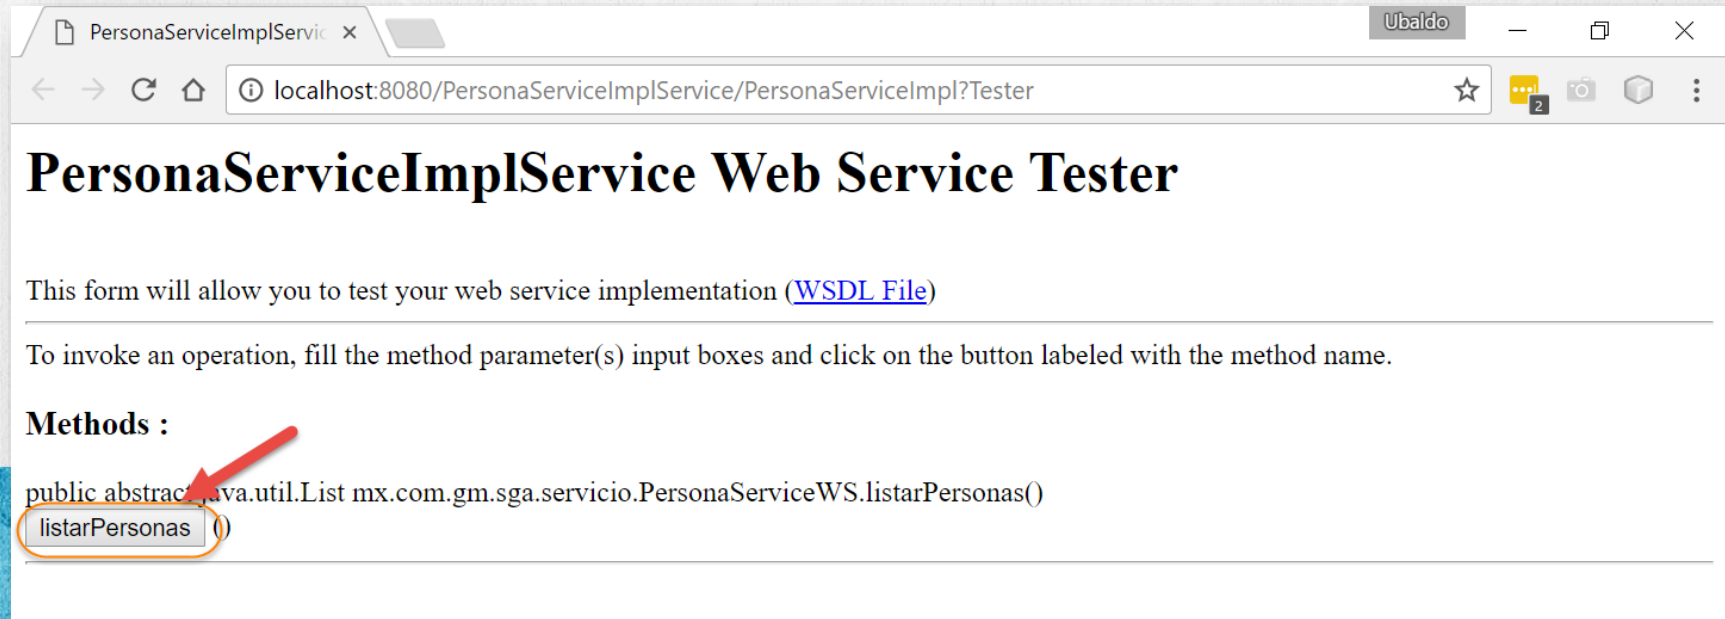 PersonaServiceImplServic
Ubaldo
localhost:8080/PersonaServiceImplService/PersonaServiceImpl?Tester
2
PersonaServiceImplService Web Service Tester
This form will allow you to test your web service implementation (WSDL File)
To invoke an operation, fill the method parameter(s) input boxes and click on the button labeled with the method name.
Methods :
public abstract java.util.List mx.com.gm.sga.servicio.PersonaServiceWS.listarPersonas()
listarPersonas ()